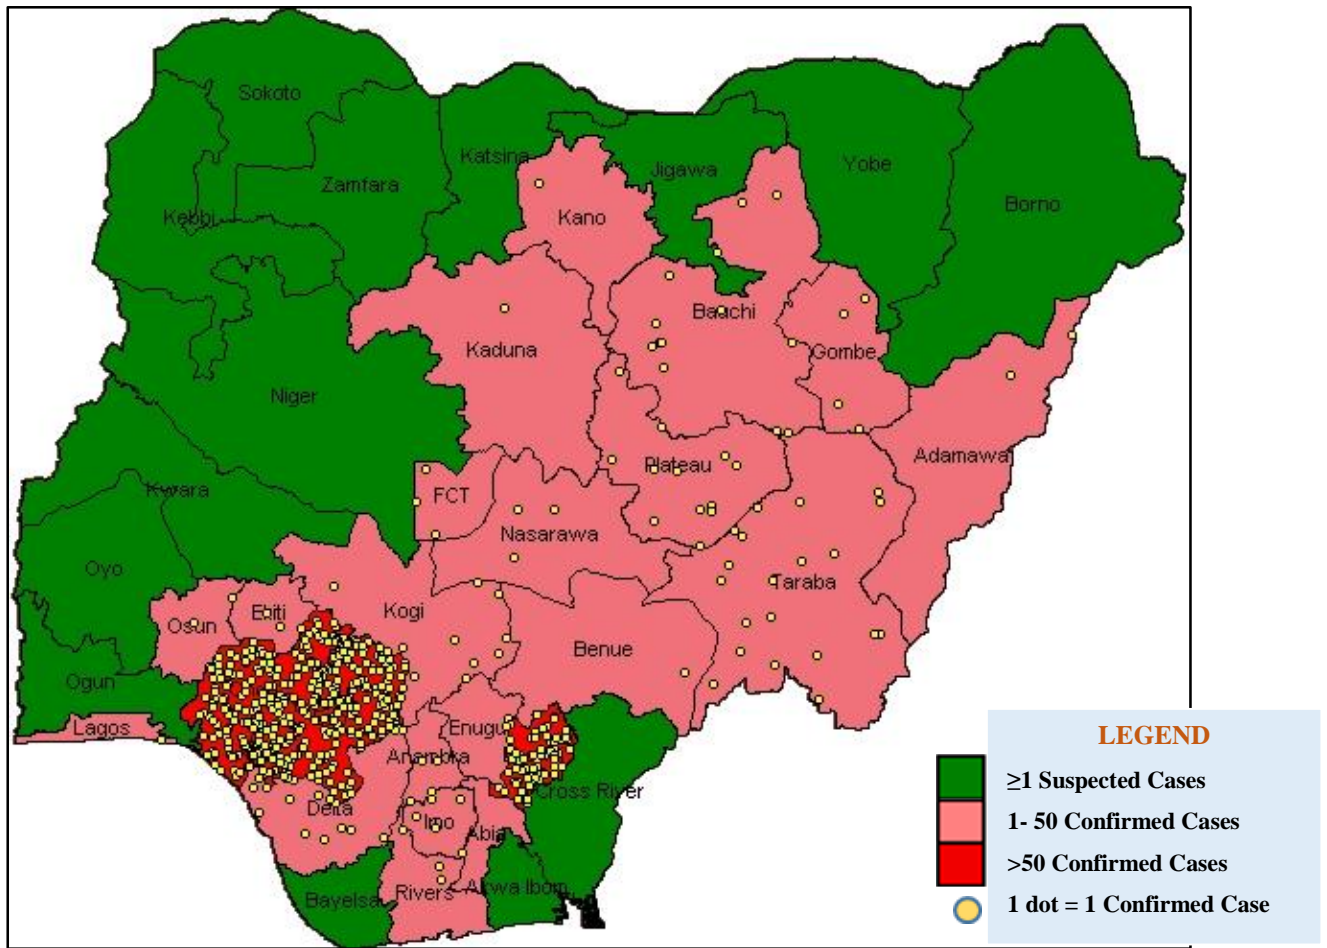 Sokoto
Katsina
Jigawa
Yobe
Zamfara
Borno
Kebbi
Kano
Bauchi
Kaduna
Gombe
Niger
Adamawa
Plateau
Kwara
FCT
Nasarawa
Oyo
Taraba
Kogi
Ekiti
Osun
Benue
Ogun
Lagos
Enugu
Anambra
Cross River
Delta
Imo
Abia
Rivers
Akwa Ibom
Bayelsa
LEGEND
≥1 Suspected Cases
1- 50 Confirmed Cases
>50 Confirmed Cases
1 dot = 1 Confirmed Case